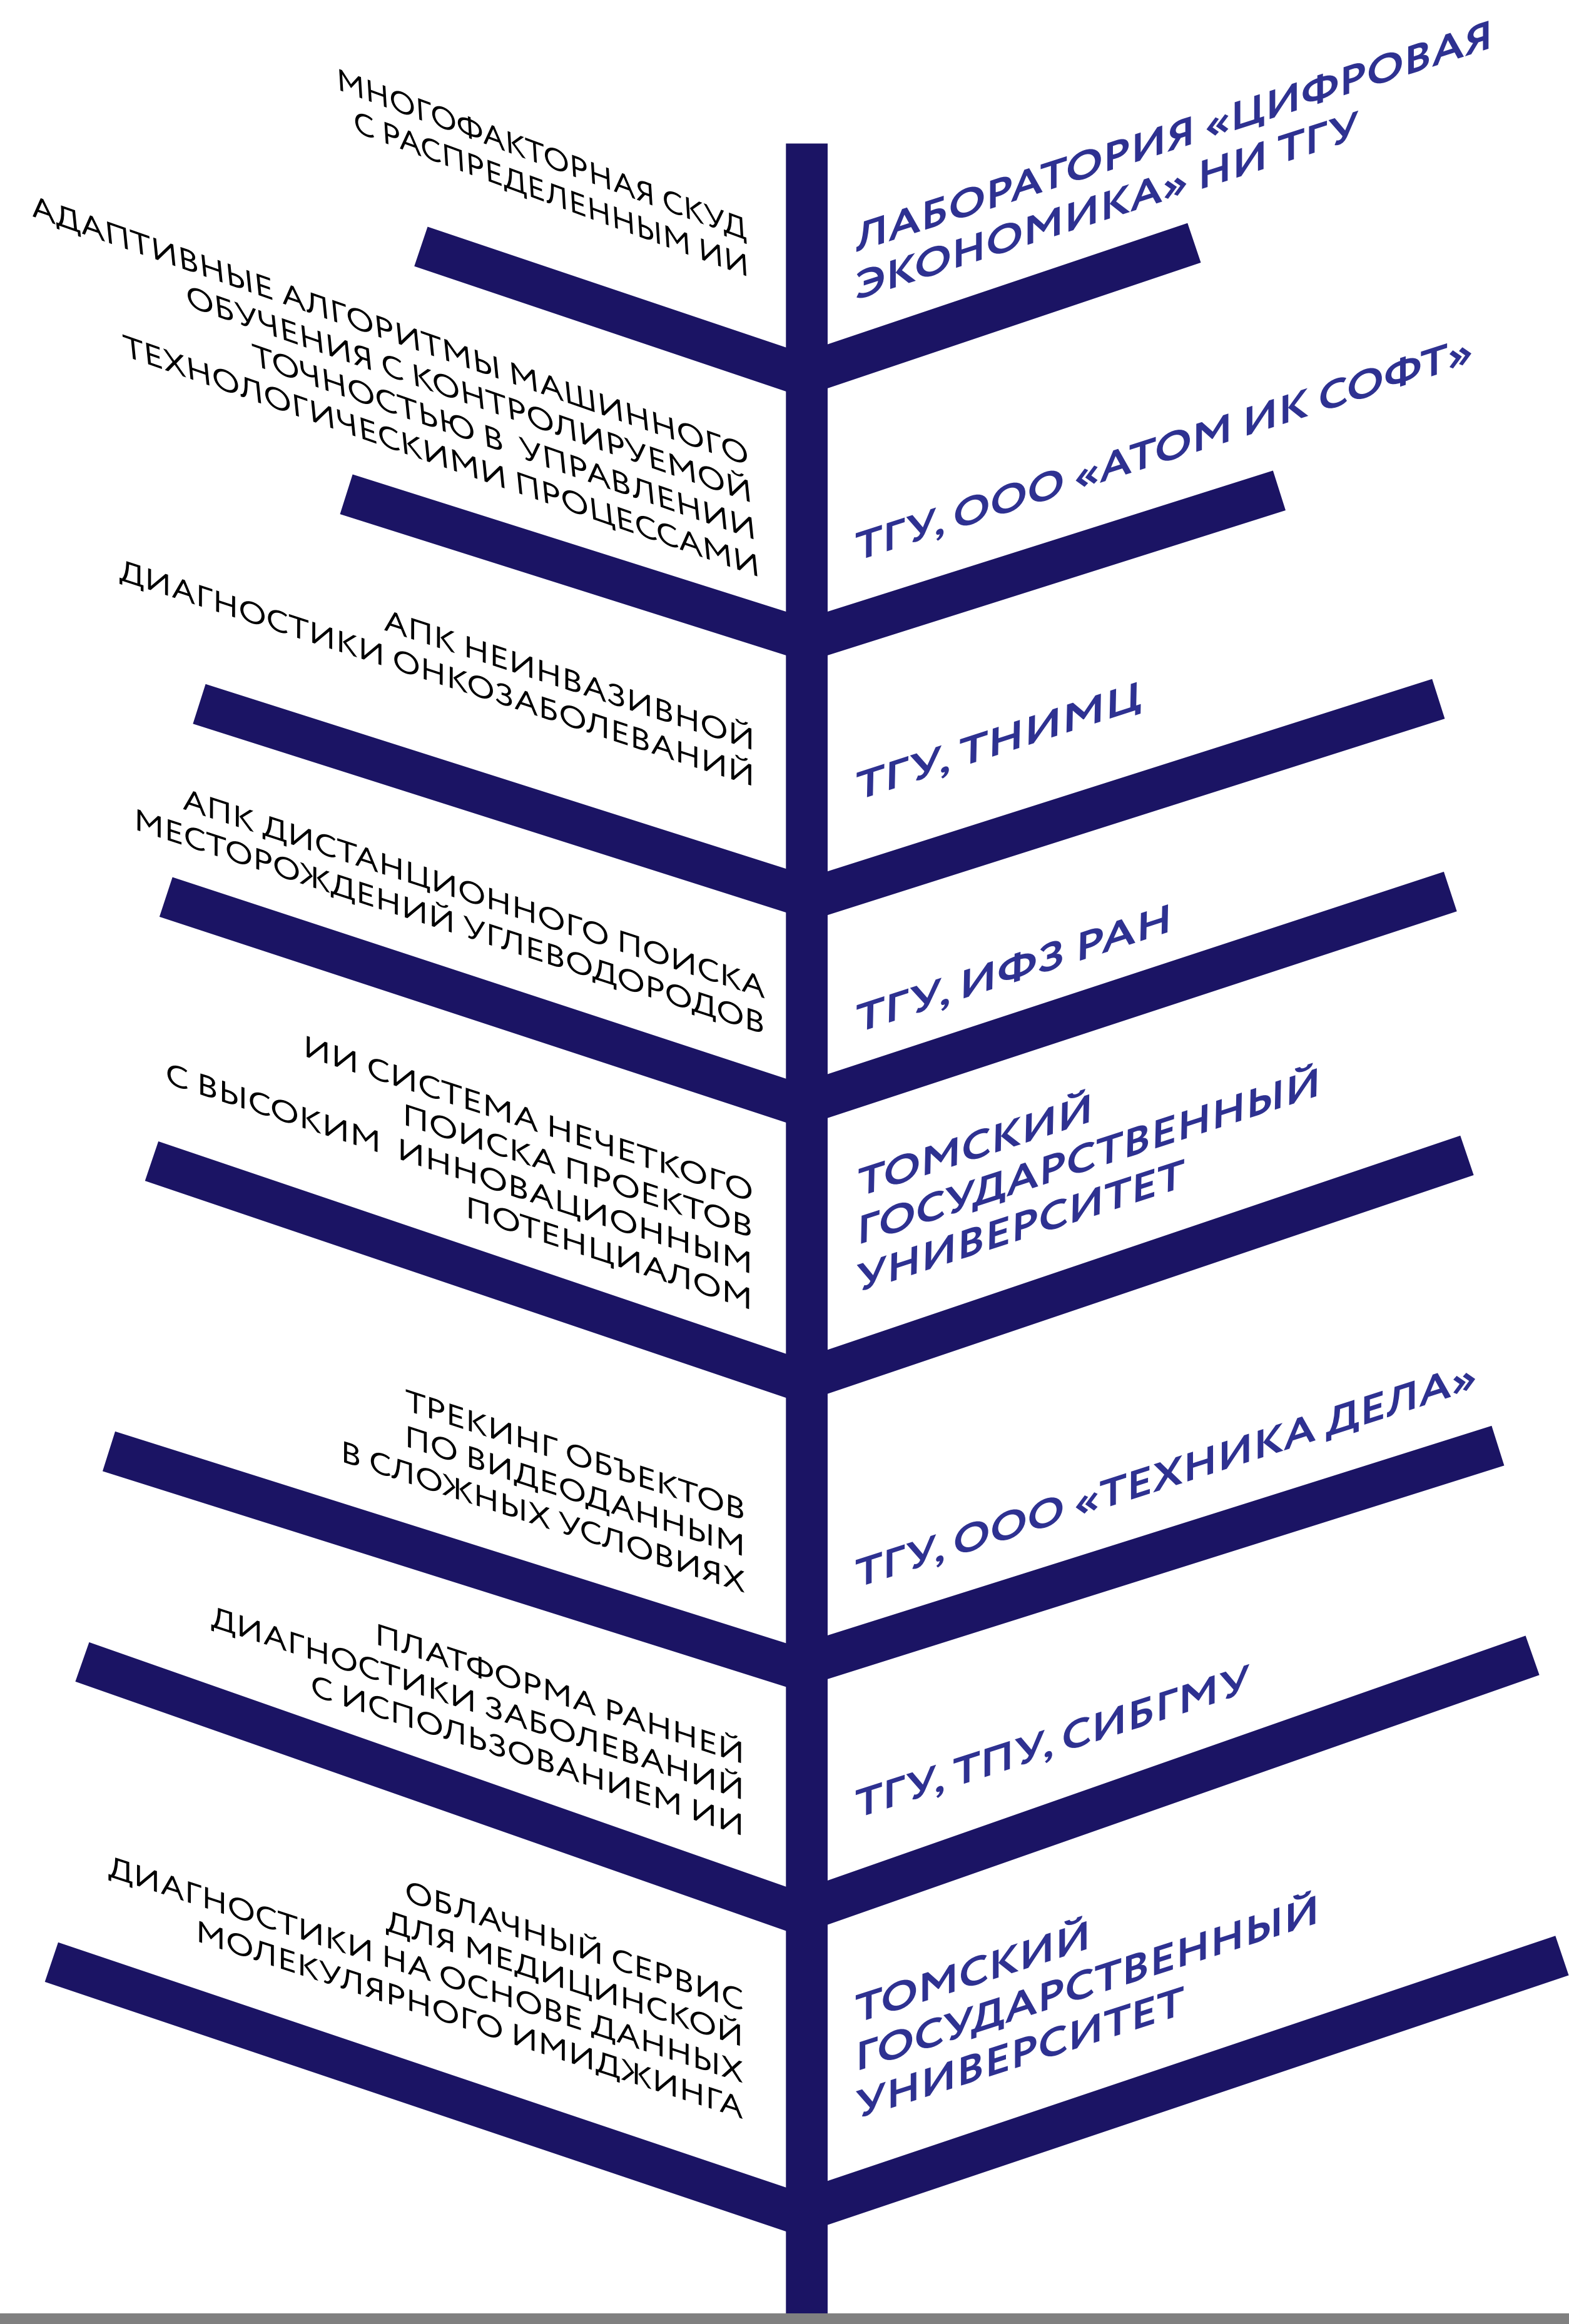 МНОГОФАКТОРНАЯ СКУД
С РАСПРЕДЕЛЕННЫМ ИИ
ЛАБОРАТОРИЯ «ЦИФРОВАЯ
ЭКОНОМИКА» НИ ТГУ
АДАПТИВНЫЕ АЛГОРИТМЫ МАШИННОГО
ОБУЧЕНИЯ С КОНТРОЛИРУЕМОЙ
ТОЧНОСТЬЮ В УПРАВЛЕНИИ
ТЕХНОЛОГИЧЕСКИМИ ПРОЦЕССАМИ
ТГУ, ООО «АТОМ ИК СОФТ»
АПК НЕИНВАЗИВНОЙ
ДИАГНОСТИКИ ОНКОЗАБОЛЕВАНИЙ
ТГУ, ТНИМЦ
АПК ДИСТАНЦИОННОГО ПОИСКА
МЕСТОРОЖДЕНИЙ УГЛЕВОДОРОДОВ
ТГУ, ИФЗ РАН
ИИ СИСТЕМА НЕЧЕТКОГО
ПОИСКА ПРОЕКТОВ
С ВЫСОКИМ ИННОВАЦИОННЫМ
ПОТЕНЦИАЛОМ
ТОМСКИЙ
ГОСУДАРСТВЕННЫЙ
УНИВЕРСИТЕТ
ТРЕКИНГ ОБЪЕКТОВ
ПО ВИДЕОДАННЫМ
В СЛОЖНЫХ УСЛОВИЯХ
ТГУ, ООО «ТЕХНИКА ДЕЛА»
ПЛАТФОРМА РАННЕЙ
ДИАГНОСТИКИ ЗАБОЛЕВАНИЙ
С ИСПОЛЬЗОВАНИЕМ ИИ
ТГУ, ТПУ, СИБГМУ
ОБЛАЧНЫЙ СЕРВИС
ДЛЯ МЕДИЦИНСКОЙ
ДИАГНОСТИКИ НА ОСНОВЕ ДАННЫХ
МОЛЕКУЛЯРНОГО ИМИДЖИНГА
ТОМСКИЙ
ГОСУДАРСТВЕННЫЙ
УНИВЕРСИТЕТ